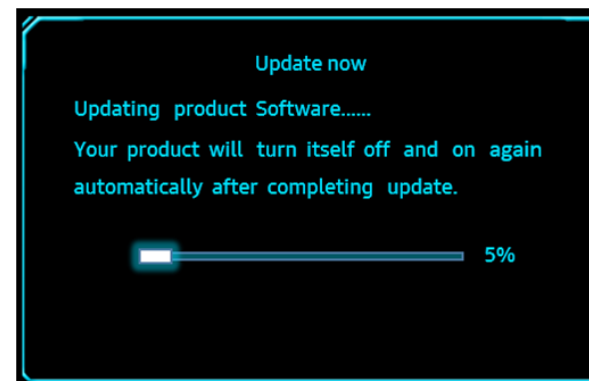 Update now
Updating product Software......
Your product will turn itself off and on again
automatically after completing update.
5%